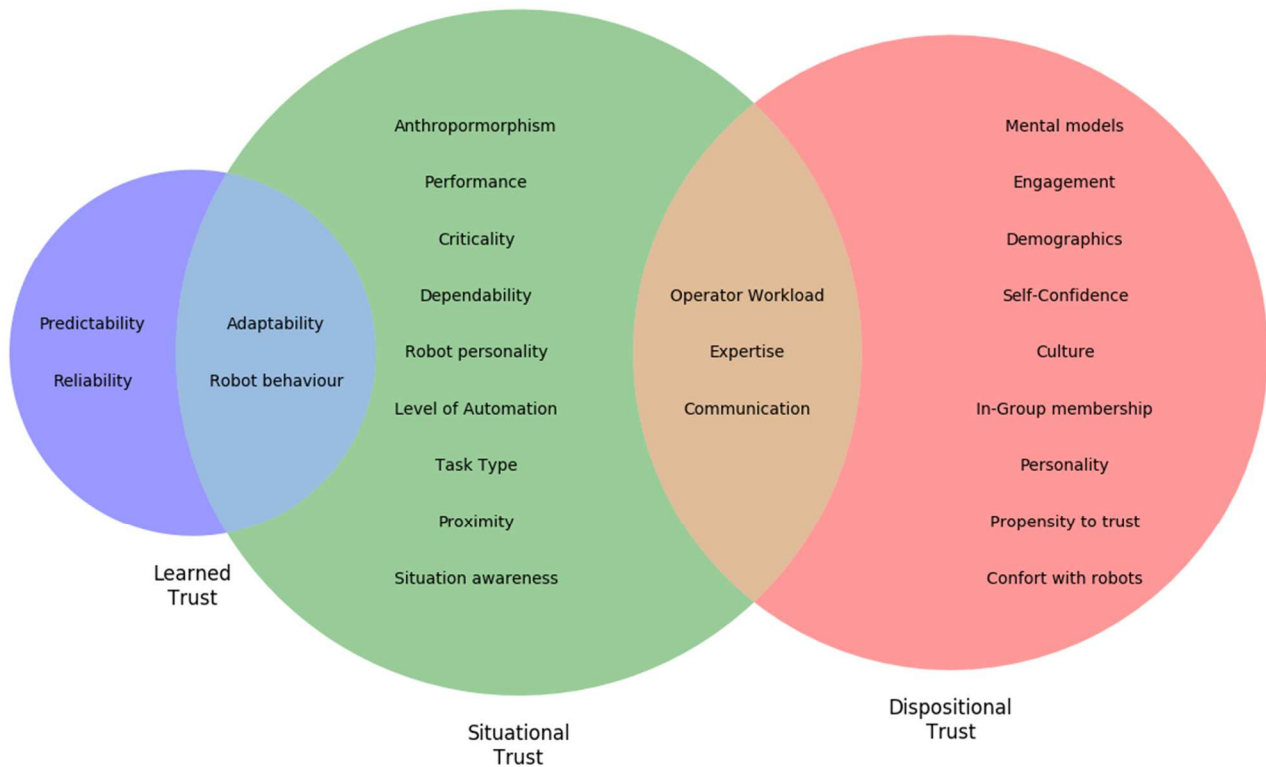 Predictability
Reliability
Adaptability
Robot behaviour
Anthropormorphism
Performance
Criticality
Dependability
Robot personality
Level of Automation
Task Type
Proximity
Situation awareness
Operator Workload
Expertise
Communication
Mental models
Engagement
Demographics
Self-Confidence
Culture
In-Group membership
Personality
Propensity to trust
Confort with robots
Learned
Trust
Situational
Trust
Dispositional
Trust